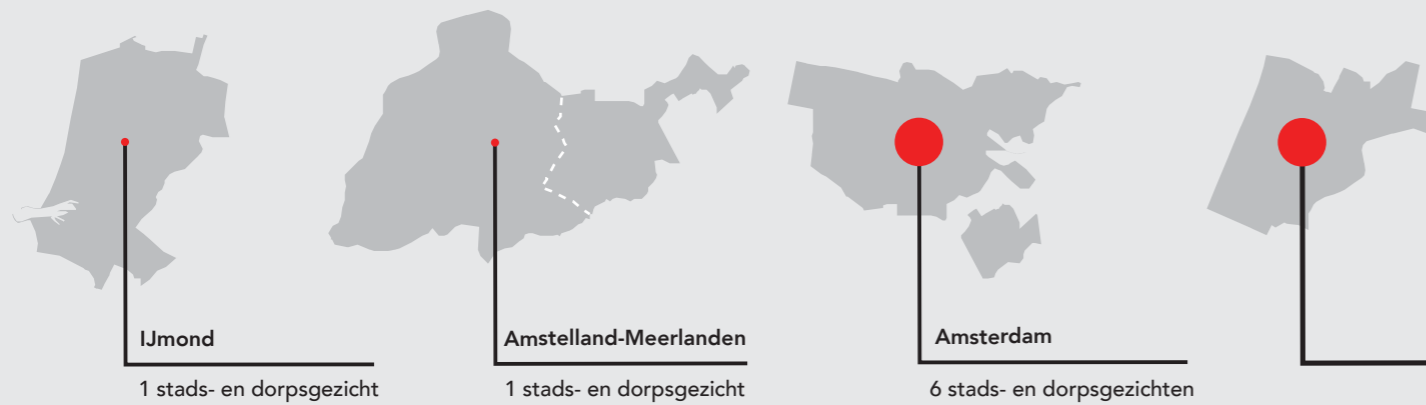 IJmond
1 stads- en dorpsgezicht
Amstelland-Meerlanden
1 stads- en dorpsgezicht
Amsterdam
6 stads- en dorpsgezichten